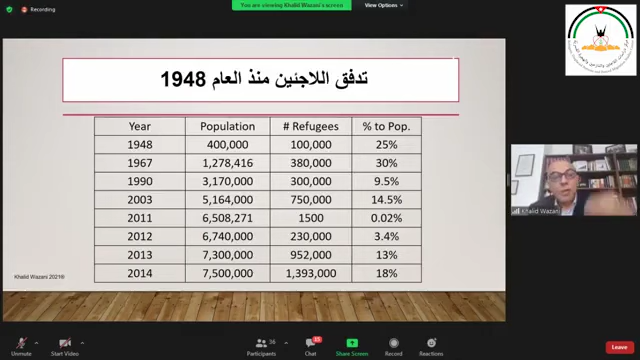 Recording
You are viewing Khalid Wazani's screen
View Options
تدفق اللاجئين منذ العام 1948
Year Population # Refugees % to Pop.
1948 400,000 100,000 25%
1967 1,278,416 380,000 30%
1990 3,170,000 300,000 9.5%
2003 5,164,000 750,000 14.5%
2011 6,508,271 1500 0.02%
2012 6,740,000 230,000 3.4%
2013 7,300,000 952,000 13%
2014 7,500,000 1,393,000 18%
Khalid Wazani 2021®
Khalid Wazani
Unmute
Start Video
36
Participants
Chat
Share Screen
Record
Reactions
Leave